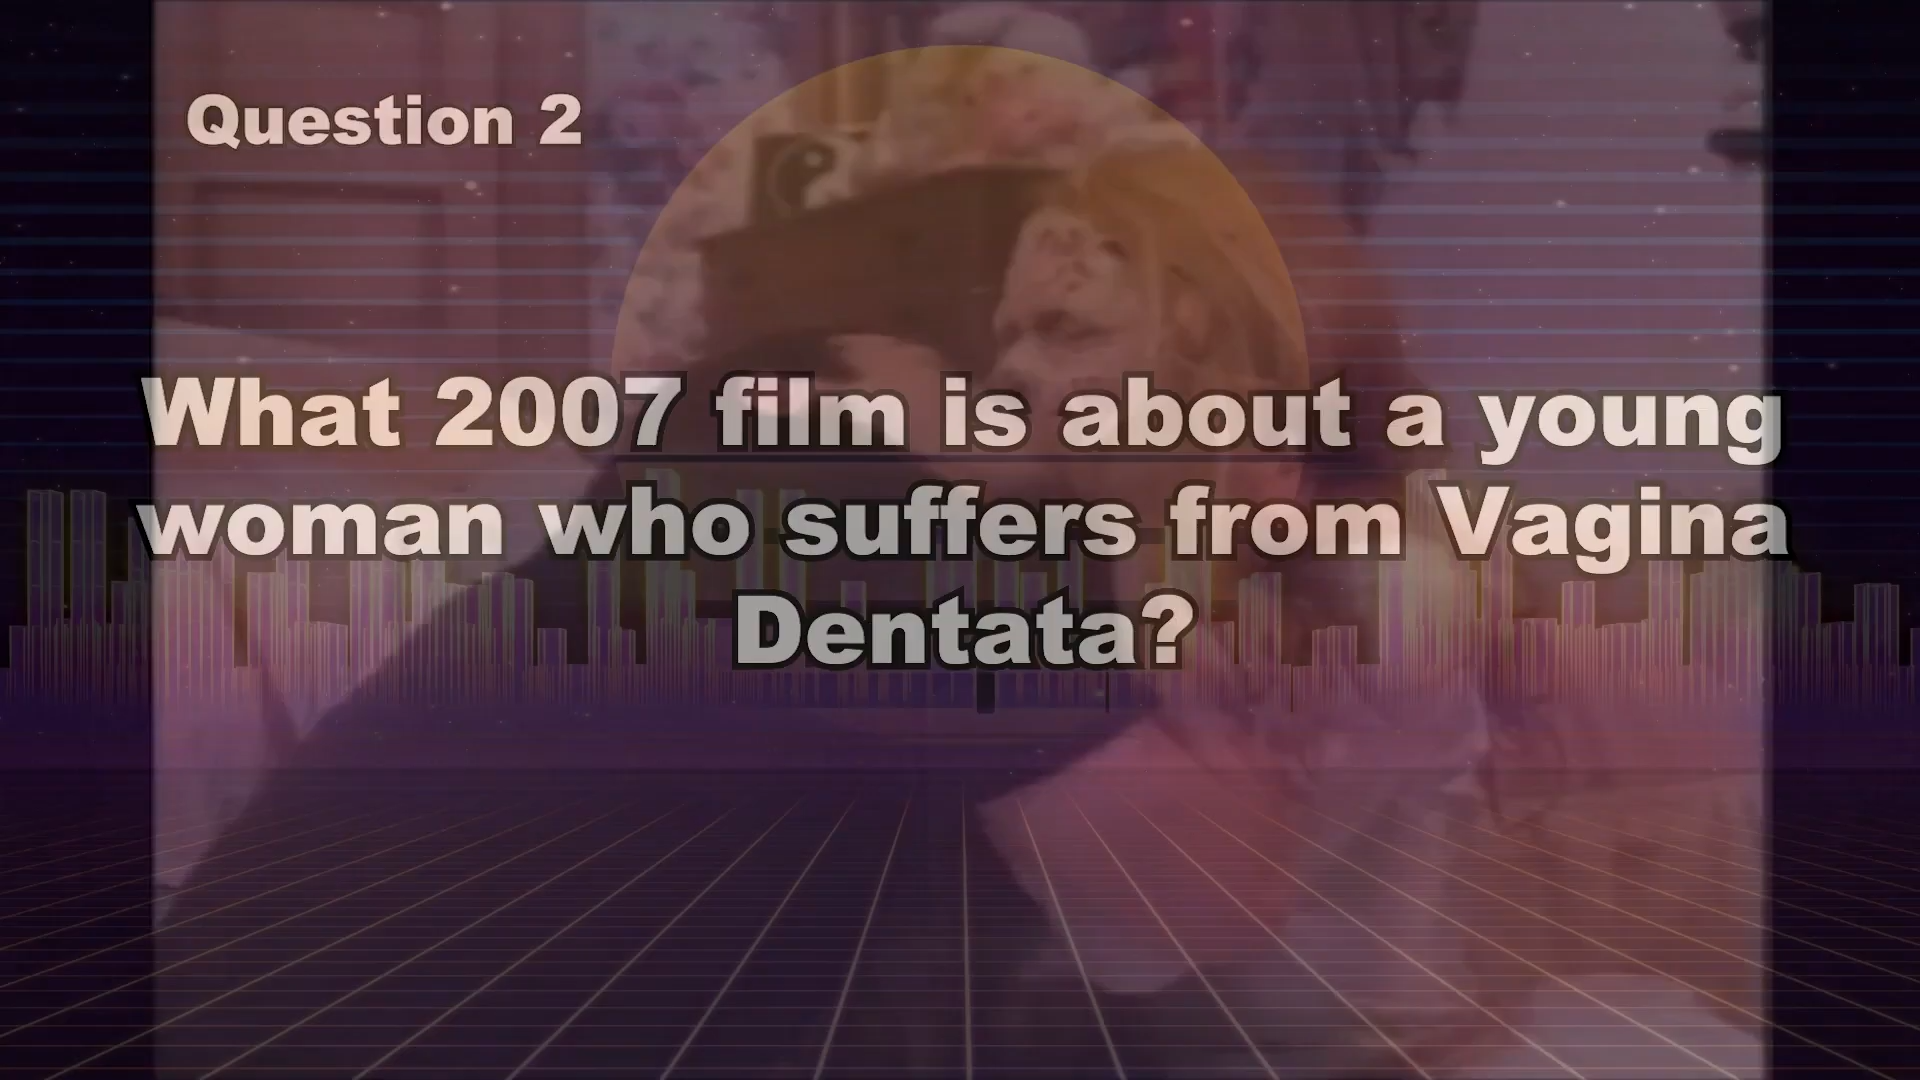 Question 2
What 2007 film is about a young
woman who suffers from Vagina
Dentata?